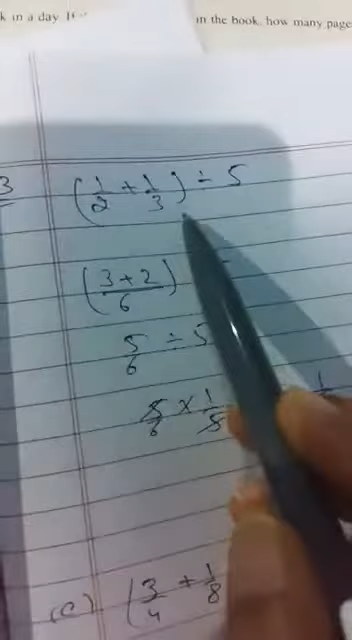 k in a day. If
in the book, how many page
3 (1/2 + 1/3) ÷ 5
((3 + 2)/6)
5/6 ÷ 5
5/6 × 1/5
(c) (3/4 + 1/8